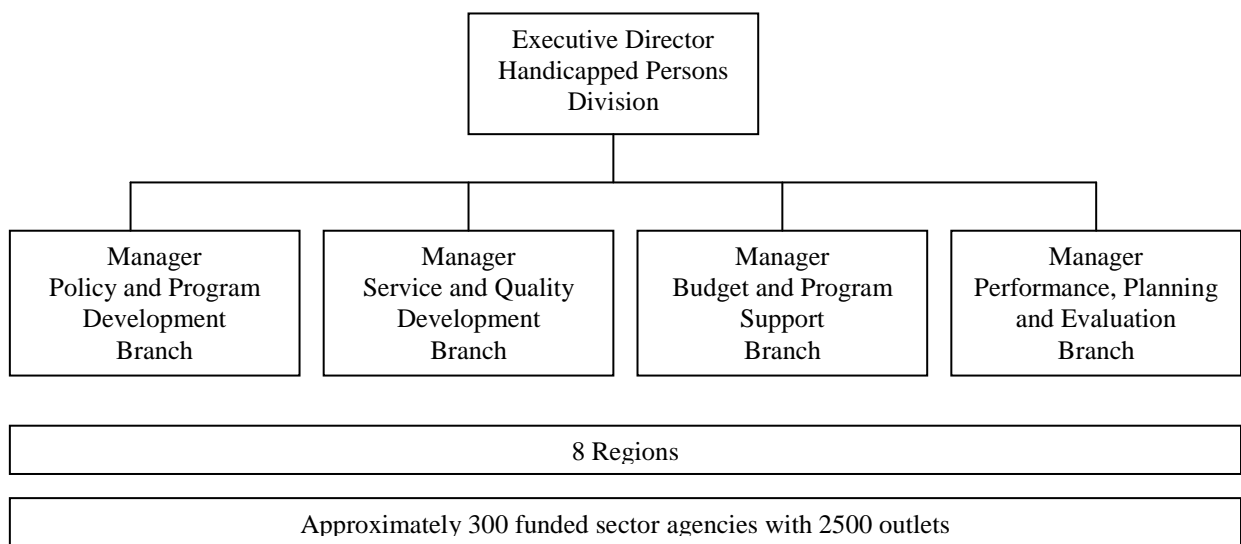 Executive Director
Handicapped Persons
Division
Manager
Policy and Program
Development
Branch
Manager
Service and Quality
Development
Branch
Manager
Budget and Program
Support
Branch
Manager
Performance, Planning
and Evaluation
Branch
8 Regions
Approximately 300 funded sector agencies with 2500 outlets